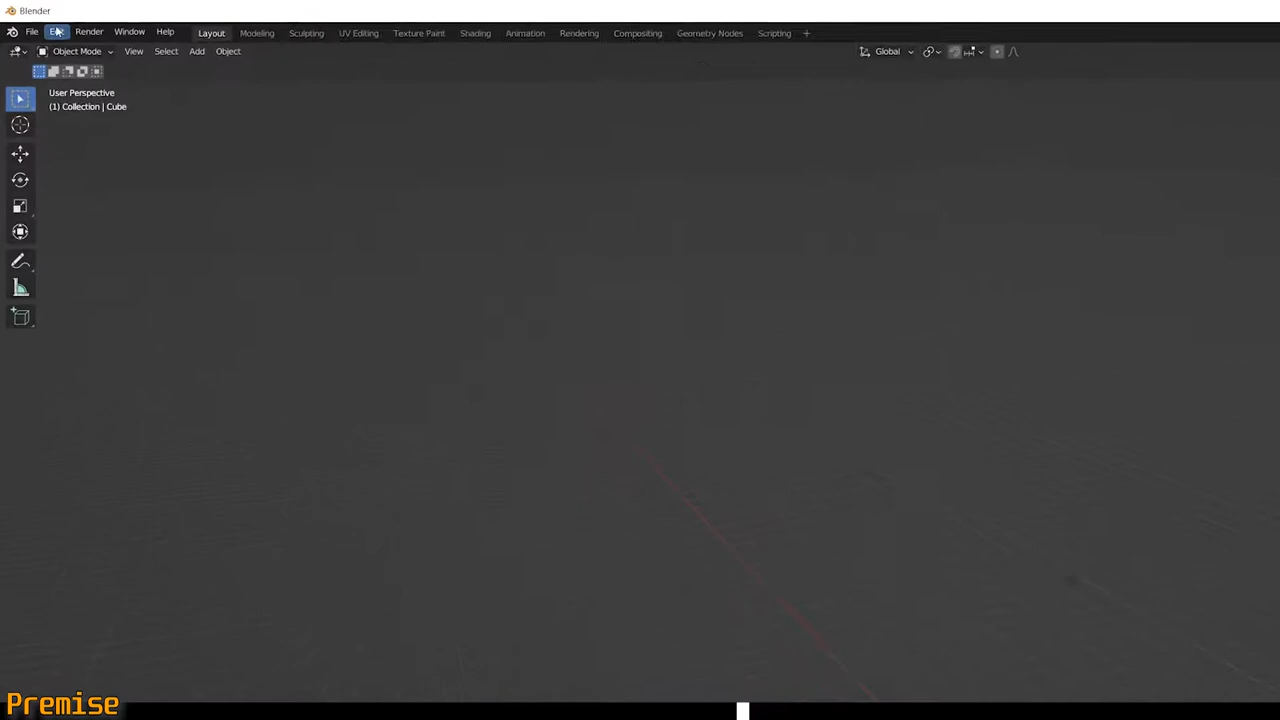 Blender
File Edit Render Window Help Layout Modeling Sculpting UV Editing Texture Paint Shading Animation Rendering Compositing Geometry Nodes Scripting +
Object Mode View Select Add Object Global
User Perspective
(1) Collection | Cube
Premise